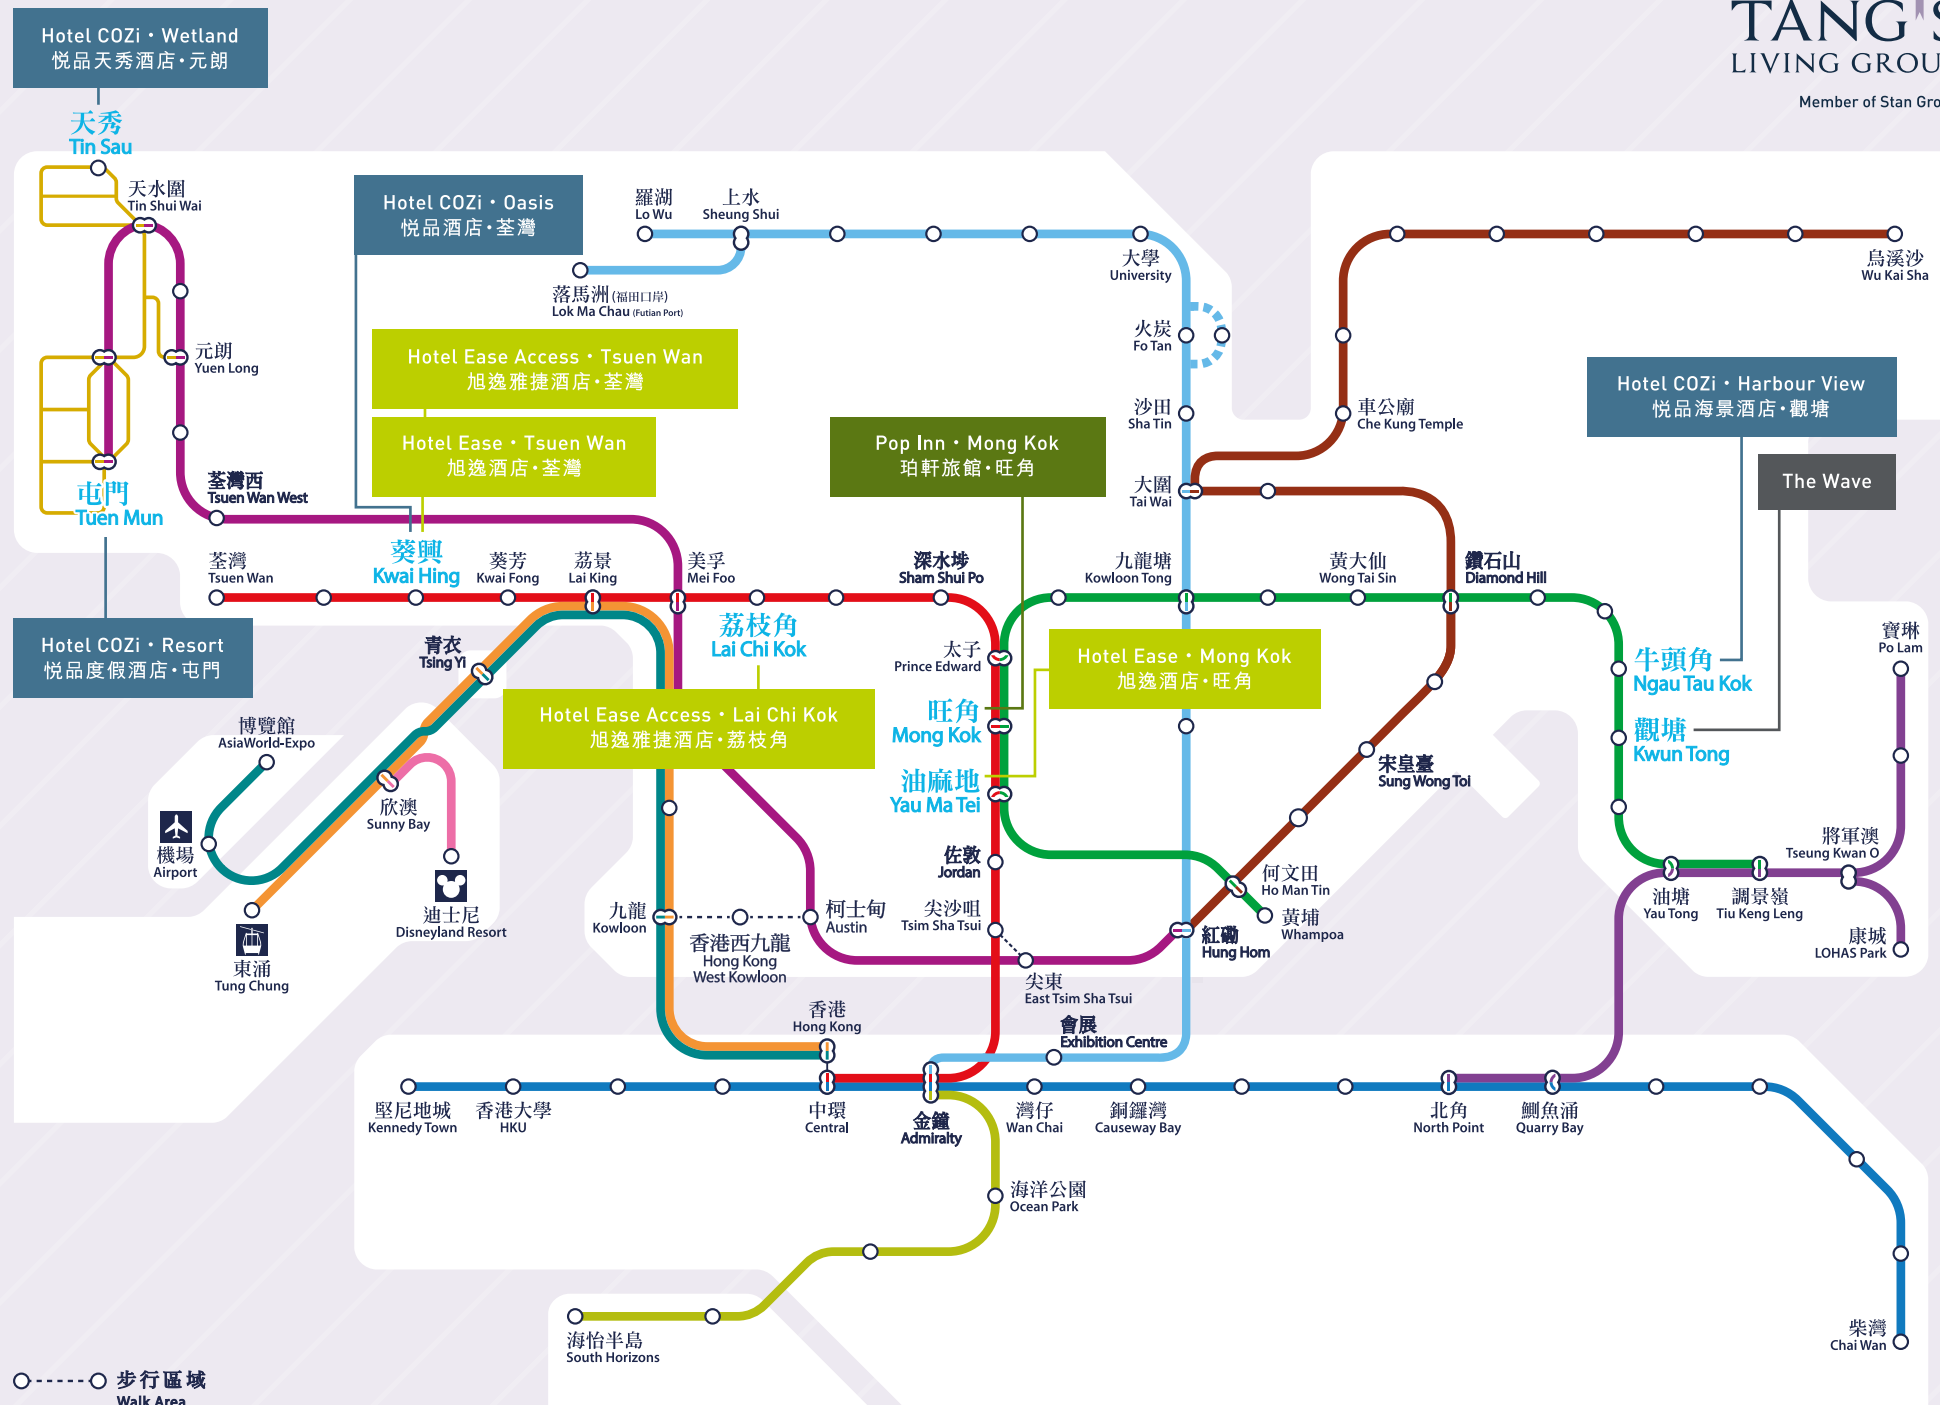 Hotel COZi・Wetland
悦品天秀酒店・元朗
TANG'S
LIVING GROU
Member of Stan Gro
天秀
Tin Sau
天水圍
Tin Shui Wai
Hotel COZi・Oasis
悦品酒店・荃灣
羅湖
Lo Wu
上水
Sheung Shui
落馬洲(福田口岸)
Lok Ma Chau (Futian Port)
大學
University
烏溪沙
Wu Kai Sha
火炭
Fo Tan
元朗
Yuen Long
Hotel Ease Access・Tsuen Wan
旭逸雅捷酒店・荃灣
Hotel Ease・Tsuen Wan
旭逸酒店・荃灣
Pop Inn・Mong Kok
珀軒旅館・旺角
沙田
Sha Tin
車公廟
Che Kung Temple
Hotel COZi・Harbour View
悦品海景酒店・觀塘
The Wave
屯門
Tuen Mun
荃灣西
Tsuen Wan West
大圍
Tai Wai
荃灣
Tsuen Wan
葵興
Kwai Hing
葵芳
Kwai Fong
荔景
Lai King
美孚
Mei Foo
深水埗
Sham Shui Po
九龍塘
Kowloon Tong
黃大仙
Wong Tai Sin
鑽石山
Diamond Hill
Hotel COZi・Resort
悦品度假酒店・屯門
青衣
Tsing Yi
荔枝角
Lai Chi Kok
太子
Prince Edward
Hotel Ease・Mong Kok
旭逸酒店・旺角
牛頭角
Ngau Tau Kok
寶琳
Po Lam
Hotel Ease Access・Lai Chi Kok
旭逸雅捷酒店・荔枝角
旺角
Mong Kok
觀塘
Kwun Tong
博覽館
AsiaWorld-Expo
油麻地
Yau Ma Tei
宋皇臺
Sung Wong Toi
欣澳
Sunny Bay
機場
Airport
佐敦
Jordan
何文田
Ho Man Tin
將軍澳
Tseung Kwan O
迪士尼
Disneyland Resort
九龍
Kowloon
香港西九龍
Hong Kong
West Kowloon
柯士甸
Austin
尖沙咀
Tsim Sha Tsui
黃埔
Whampoa
油塘
Yau Tong
調景嶺
Tiu Keng Leng
東涌
Tung Chung
紅磡
Hung Hom
康城
LOHAS Park
尖東
East Tsim Sha Tsui
香港
Hong Kong
會展
Exhibition Centre
堅尼地城
Kennedy Town
香港大學
HKU
中環
Central
金鐘
Admiralty
灣仔
Wan Chai
銅鑼灣
Causeway Bay
北角
North Point
鰂魚涌
Quarry Bay
海洋公園
Ocean Park
海怡半島
South Horizons
柴灣
Chai Wan
步行區域
Walk Area